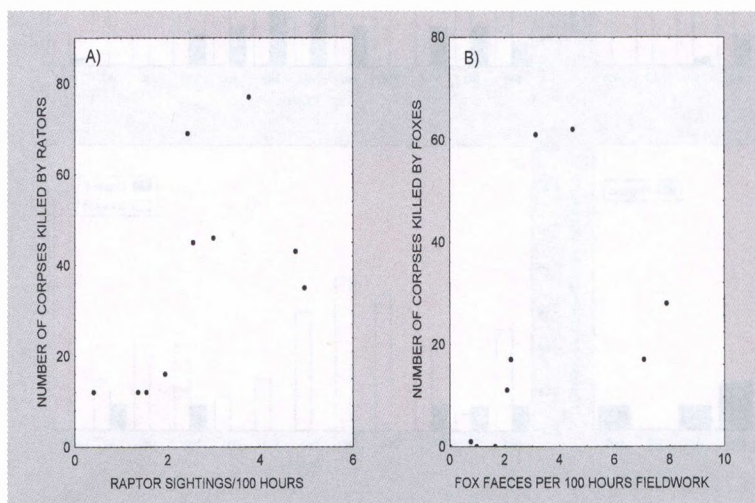 A)
NUMBER OF CORPSES KILLED BY RATORS
80
60
40
20
0
0 2 4 6
RAPTOR SIGHTINGS/100 HOURS
B)
NUMBER OF CORPSES KILLED BY FOXES
80
60
40
20
0
0 2 4 6 8 10
FOX FAECES PER 100 HOURS FIELDWORK